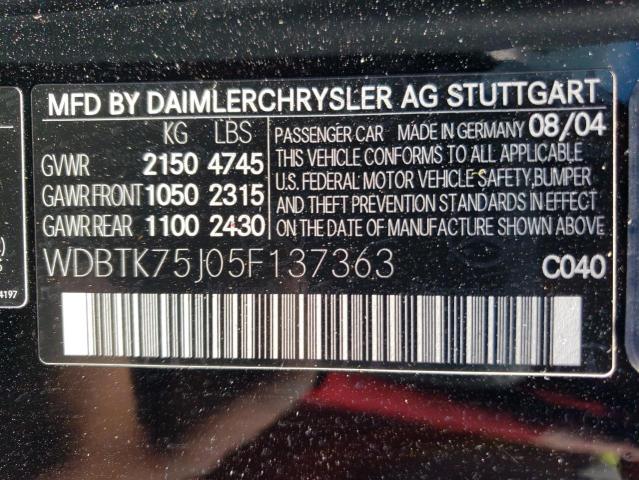 MFD BY DAIMLERCHRYSLER AG STUTTGART
KG LBS
GVWR 2150 4745
GAWR FRONT 1050 2315
GAWR REAR 1100 2430
PASSENGER CAR MADE IN GERMANY 08/04
THIS VEHICLE CONFORMS TO ALL APPLICABLE
U.S. FEDERAL MOTOR VEHICLE SAFETY, BUMPER
AND THEFT PREVENTION STANDARDS IN EFFECT
ON THE DATE OF MANUFACTURE SHOWN ABOVE.
WDBTK75J05F137363 C040
4197